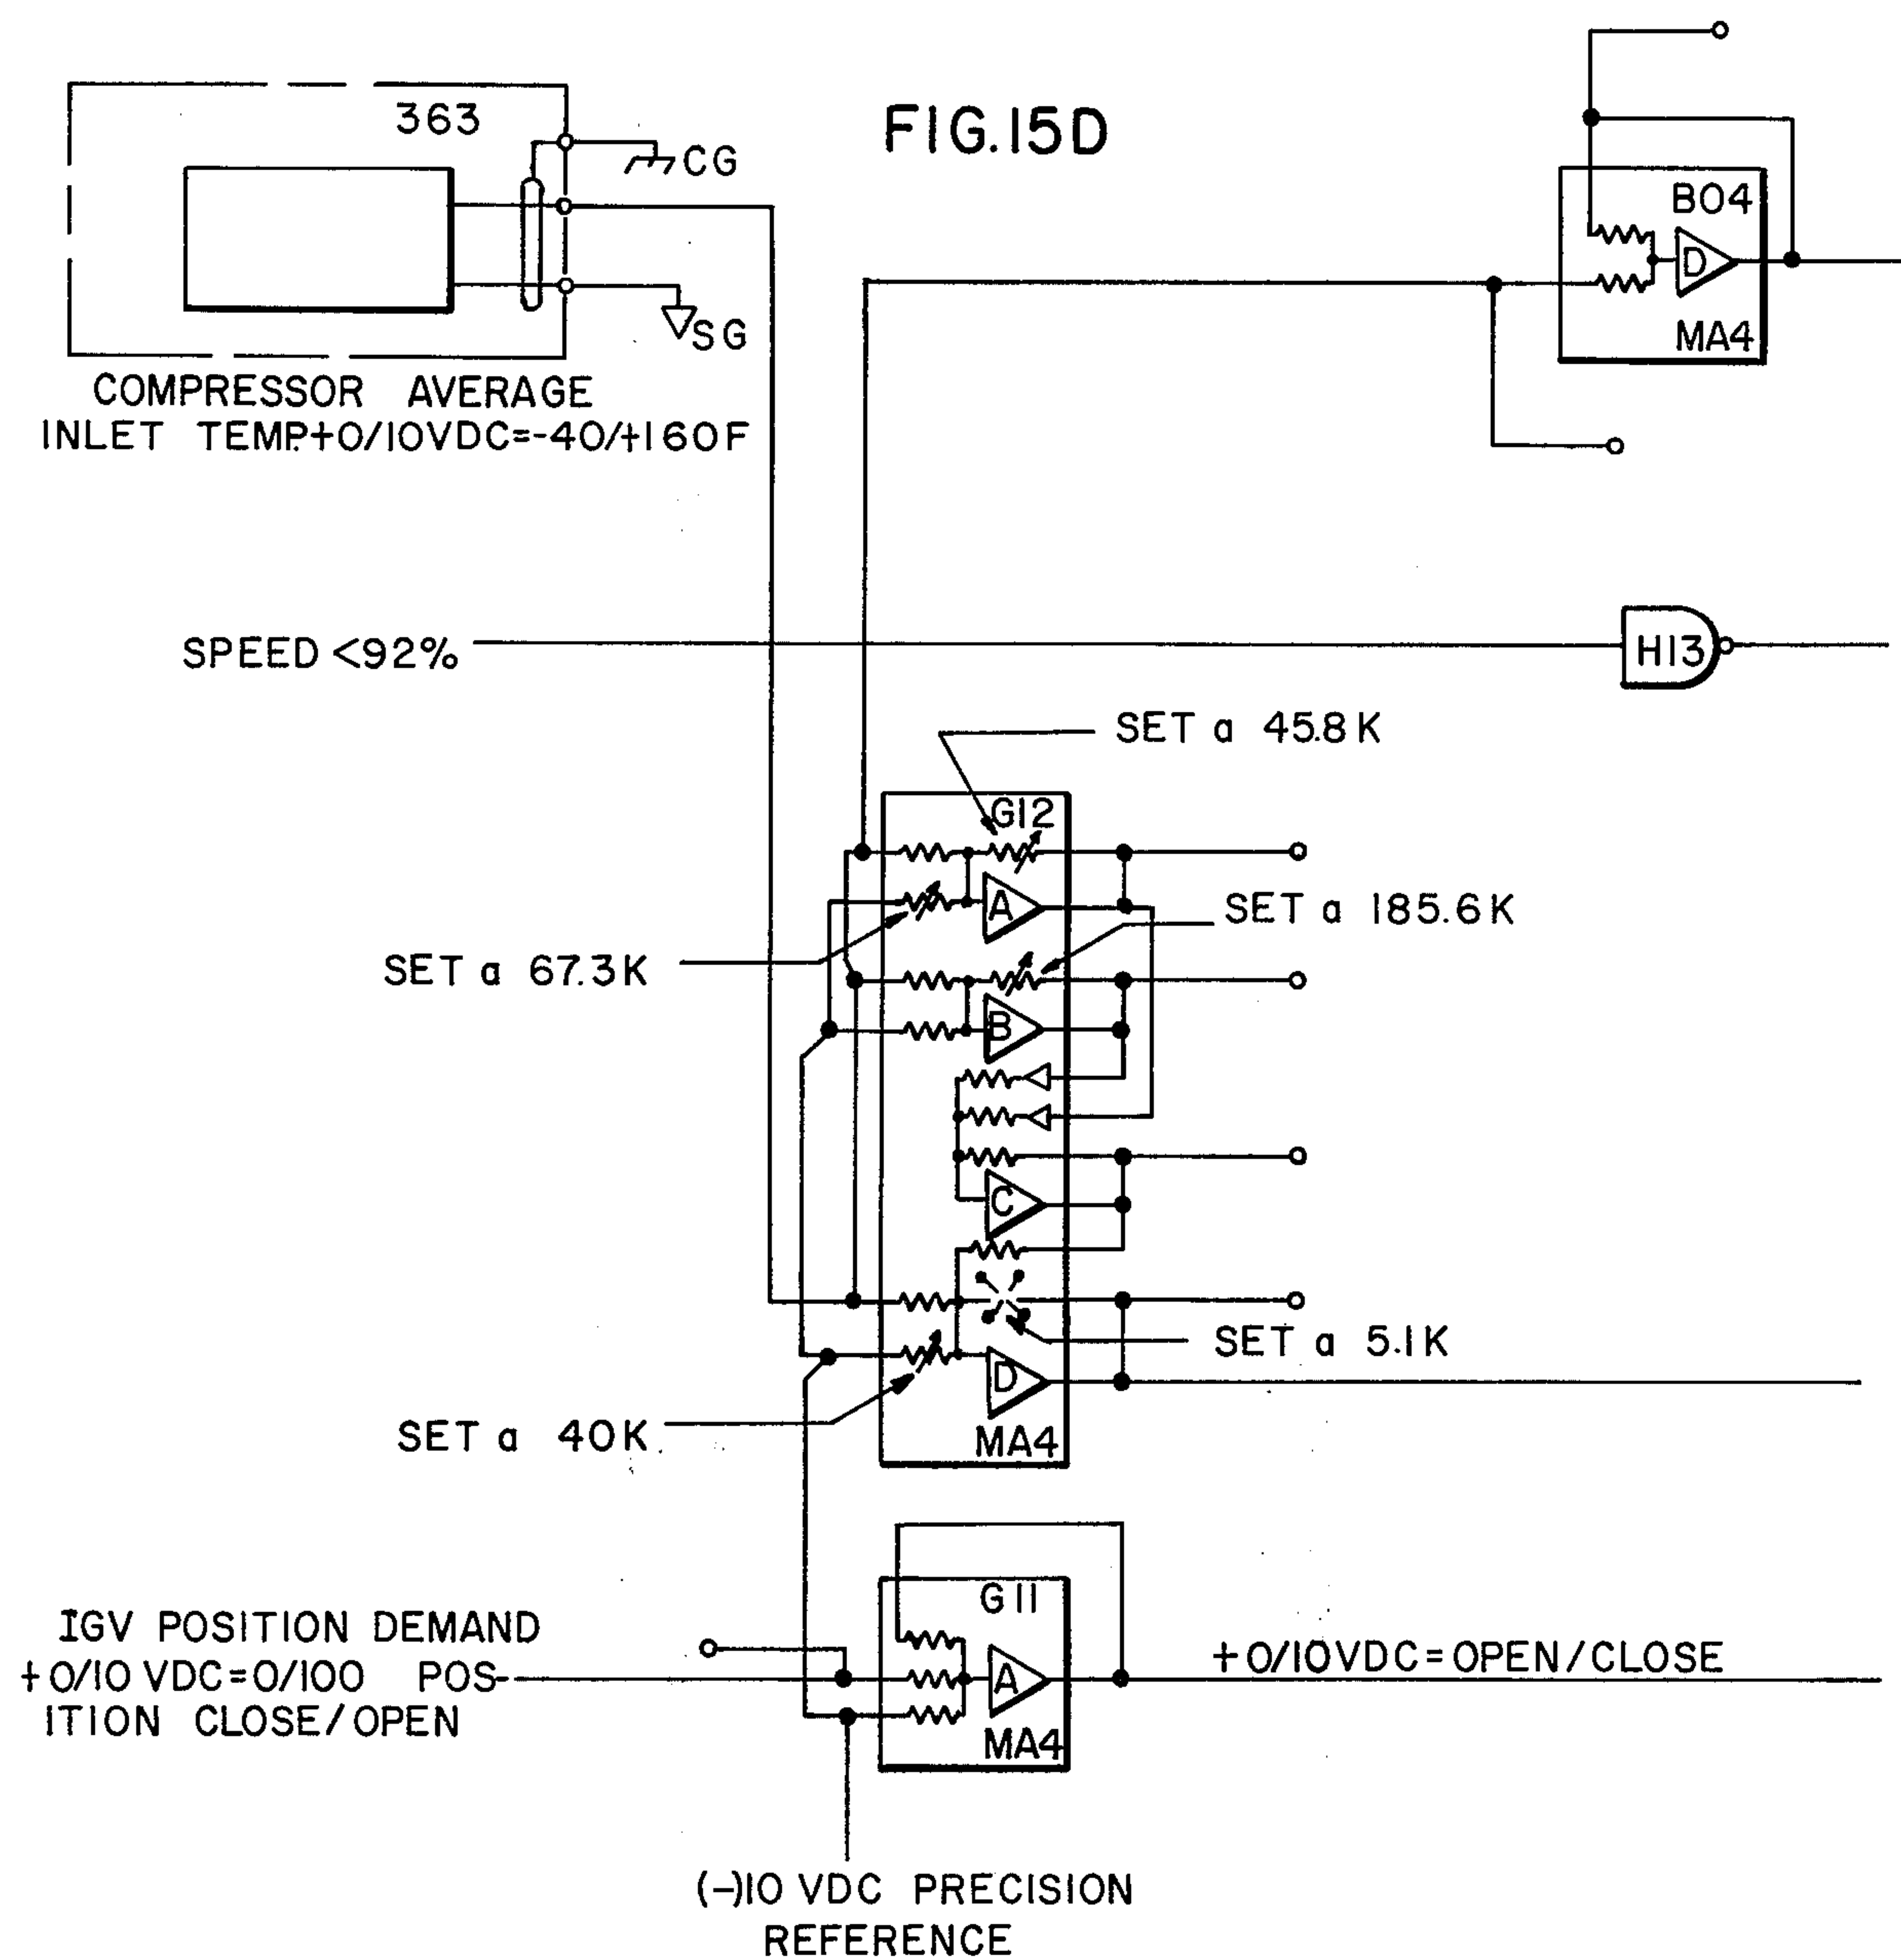 363
FIG.15D
CG
SG
COMPRESSOR AVERAGE
INLET TEMP.+0/10VDC=-40/+160F
B04
D
MA4
SPEED <92%
H13
SET a 45.8K
G12
A
SET a 185.6K
SET a 67.3K
B
C
SET a 5.1K
D
SET a 40K
MA4
G11
IGV POSITION DEMAND
+0/10 VDC=0/100 POS-
ITION CLOSE/OPEN
A
+0/10VDC=OPEN/CLOSE
MA4
(-)10 VDC PRECISION
REFERENCE